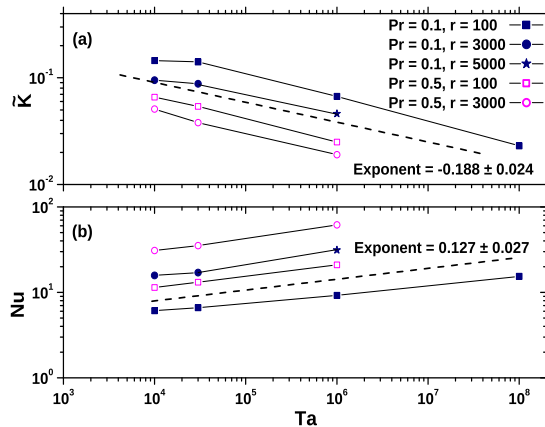 (a)
Pr = 0.1, r = 100
Pr = 0.1, r = 3000
Pr = 0.1, r = 5000
Pr = 0.5, r = 100
Pr = 0.5, r = 3000
10⁻¹
K̃
Exponent = -0.188 ± 0.024
10⁻²
10²
(b)
Exponent = 0.127 ± 0.027
10¹
Nu
10⁰
10³ 10⁴ 10⁵ 10⁶ 10⁷ 10⁸
Ta